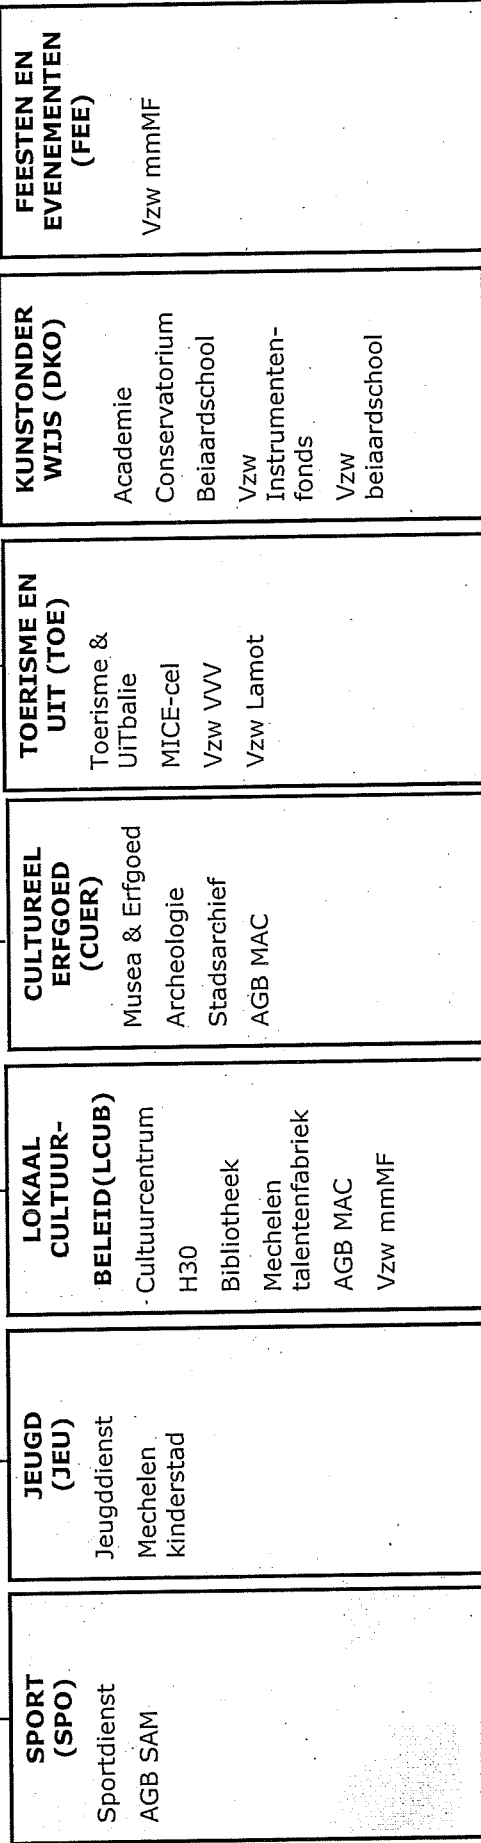 SPORT
(SPO)
Sportdienst
AGB SAM
JEUGD
(JEU)
Jeugddienst
Mechelen
kinderstad
LOKAAL
CULTUUR-
BELEID(LCUB)
Cultuurcentrum
H30
Bibliotheek
Mechelen
talentenfabriek
AGB MAC
Vzw mmMF
CULTUREEL
ERFGOED
(CUER)
Musea & Erfgoed
Archeologie
Stadsarchief
AGB MAC
TOERISME EN
UIT (TOE)
Toerisme &
UiTbalie
MICE-cel
Vzw VVV
Vzw Lamot
KUNSTONDER
WIJS (DKO)
Academie
Conservatorium
Beiaardschool
Vzw
Instrumenten-
fonds
Vzw
beiaardschool
FEESTEN EN
EVENEMENTEN
(FEE)
Vzw mmMF